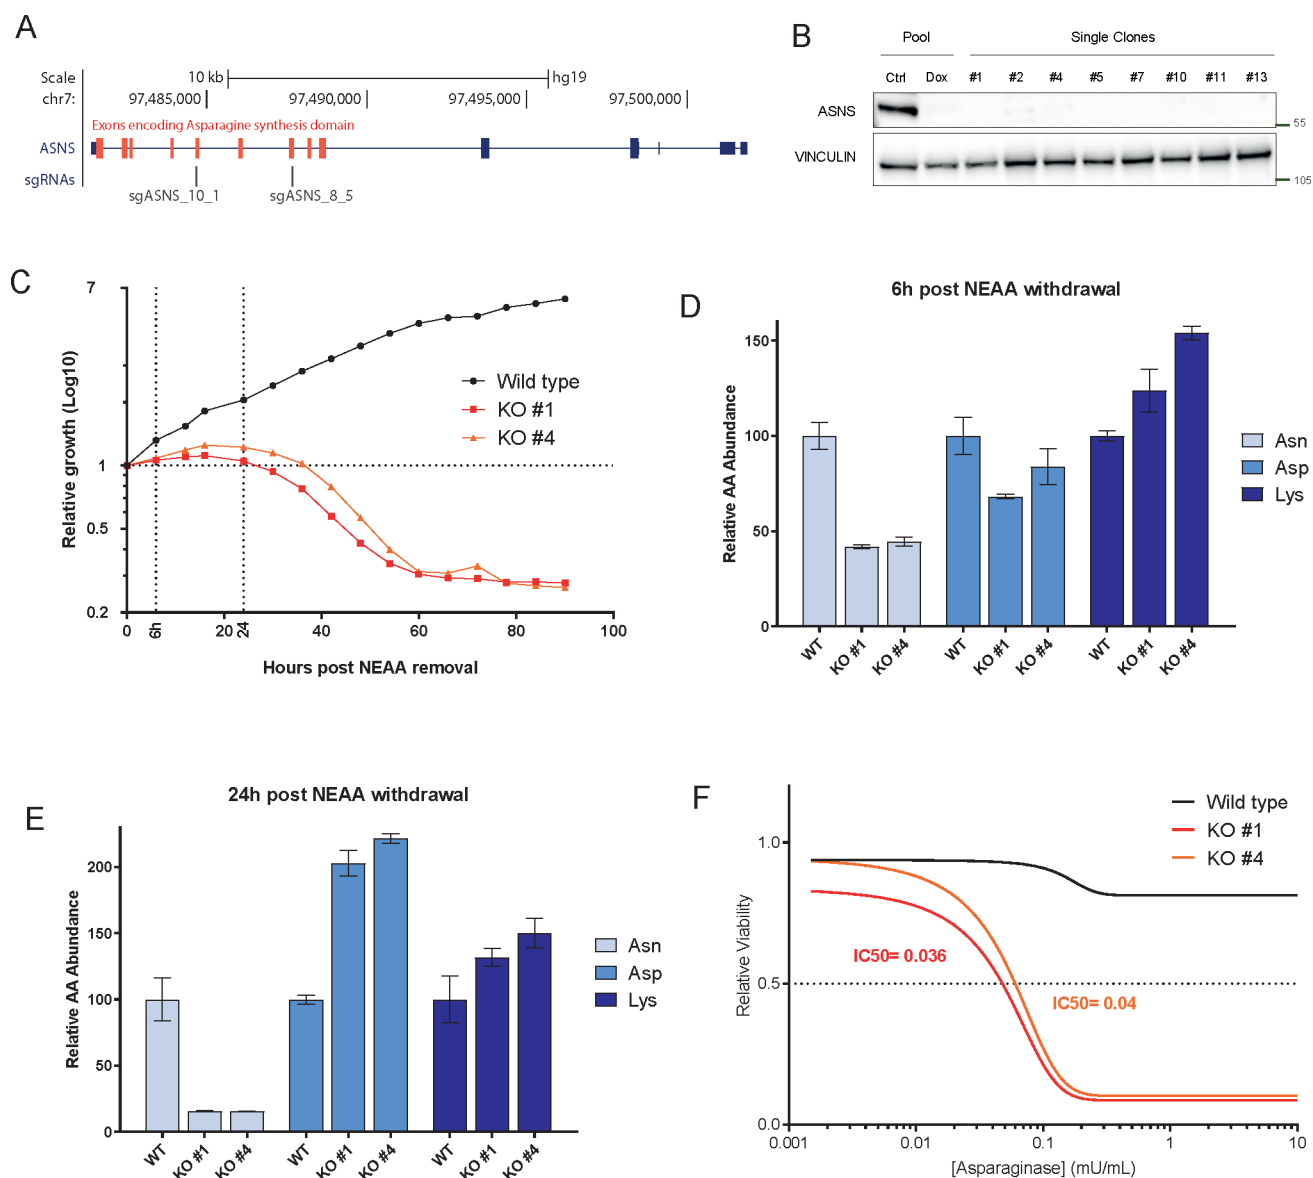 A
Scale 10 kb hg19
chr7: 97,485,000 97,490,000 97,495,000 97,500,000
Exons encoding Asparagine synthesis domain
ASNS
sgRNAs
sgASNS_10_1 sgASNS_8_5
B
Pool Single Clones
Ctrl Dox #1 #2 #4 #5 #7 #10 #11 #13
ASNS
55
VINCULIN
105
C
7
1
0.5
0.2
Relative growth (Log10)
Wild type
KO #1
KO #4
0 6h 20 24 40 60 80 100
Hours post NEAA removal
D
6h post NEAA withdrawal
150
100
50
0
Relative AA Abundance
Asn
Asp
Lys
WT KO #1 KO #4 WT KO #1 KO #4 WT KO #1 KO #4
E
24h post NEAA withdrawal
200
150
100
50
0
Relative AA Abundance
Asn
Asp
Lys
WT KO #1 KO #4 WT KO #1 KO #4 WT KO #1 KO #4
F
Wild type
KO #1
KO #4
1.0
0.5
0.0
Relative Viability
IC50= 0.036
IC50= 0.04
0.001 0.01 0.1 1 10
[Asparaginase] (mU/mL)